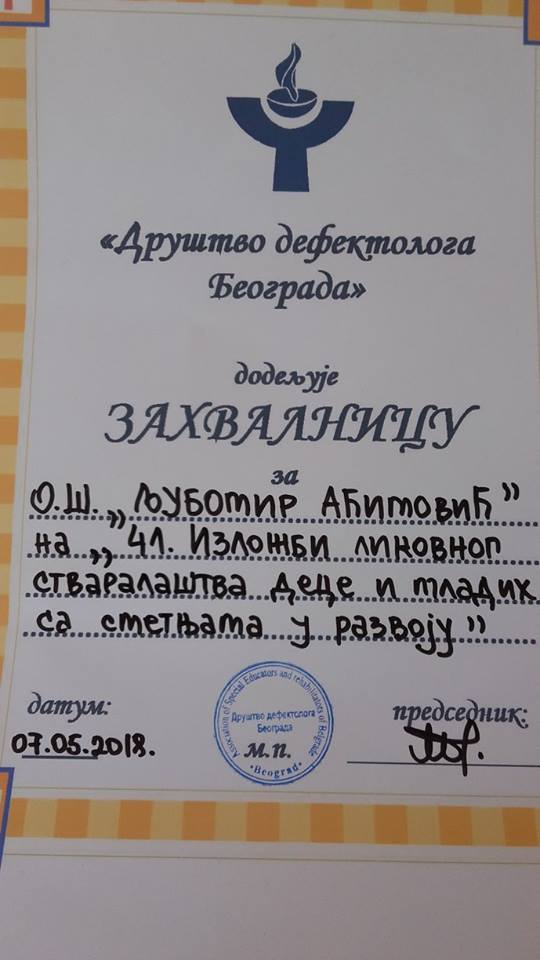 «Друштво дефектолога
Београда»
додељује
ЗАХВАЛНИЦУ
за
О.Ш. „ЉУБОМИР АЋИМОВИЋ”
на „41. Изложби ликовног
стваралаштва деце и младих
са сметњама у развоју”
датум:
07.05.2018.
Association of Special Educators and rehabilitators of Belgrade
Друштво дефектолога
Београда
М.П.
•Beograd•
председник: